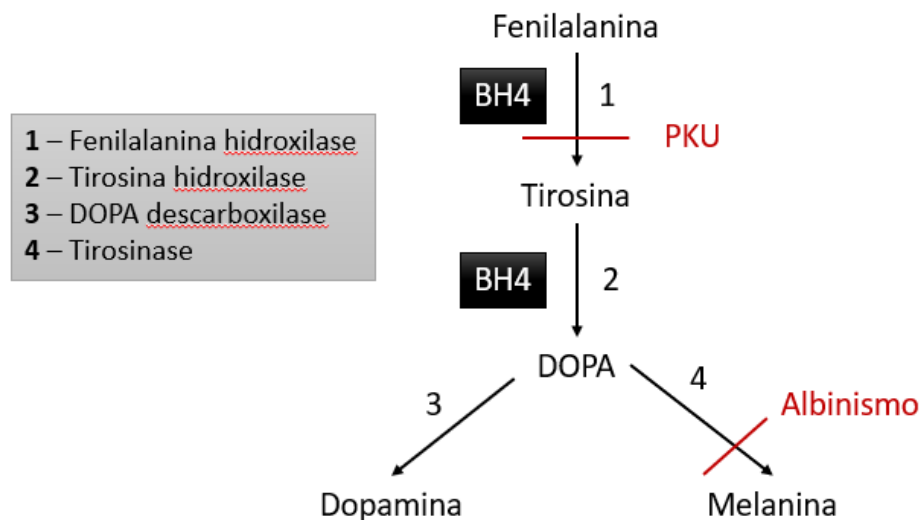 Fenilalanina
BH4
1
PKU
1 – Fenilalanina hidroxilase
2 – Tirosina hidroxilase
3 – DOPA descarboxilase
4 – Tirosinase
Tirosina
BH4
2
DOPA
3
4
Albinismo
Dopamina
Melanina